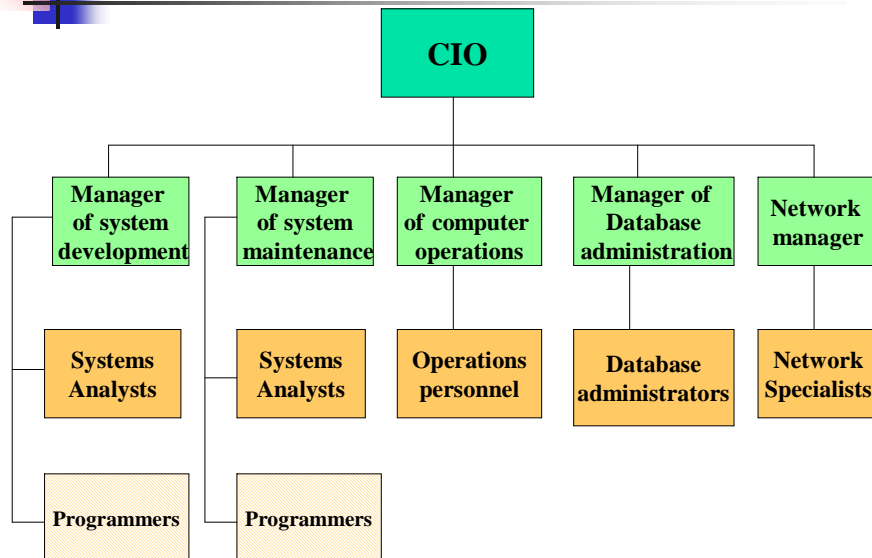 CIO
Manager
of system
development
Manager
of system
maintenance
Manager
of computer
operations
Manager of
Database
administration
Network
manager
Systems
Analysts
Systems
Analysts
Operations
personnel
Database
administrators
Network
Specialists
Programmers
Programmers